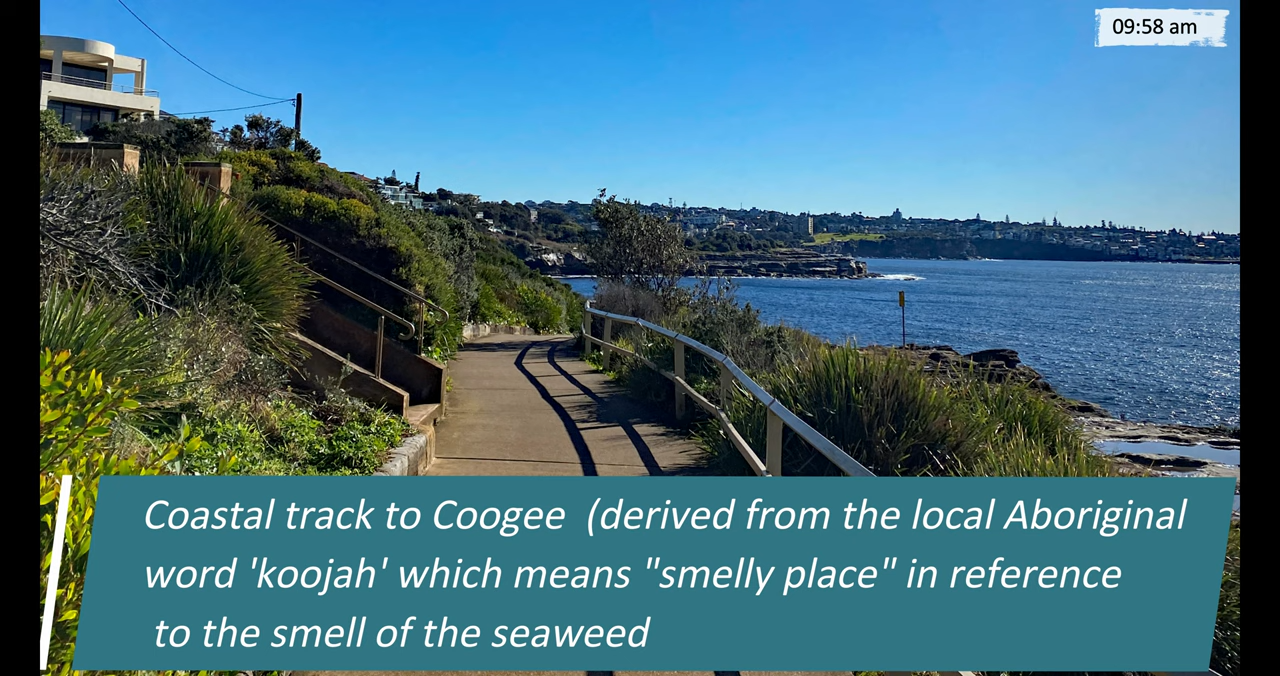 09:58 am
Coastal track to Coogee  (derived from the local Aboriginal
word 'koojah' which means "smelly place" in reference
to the smell of the seaweed